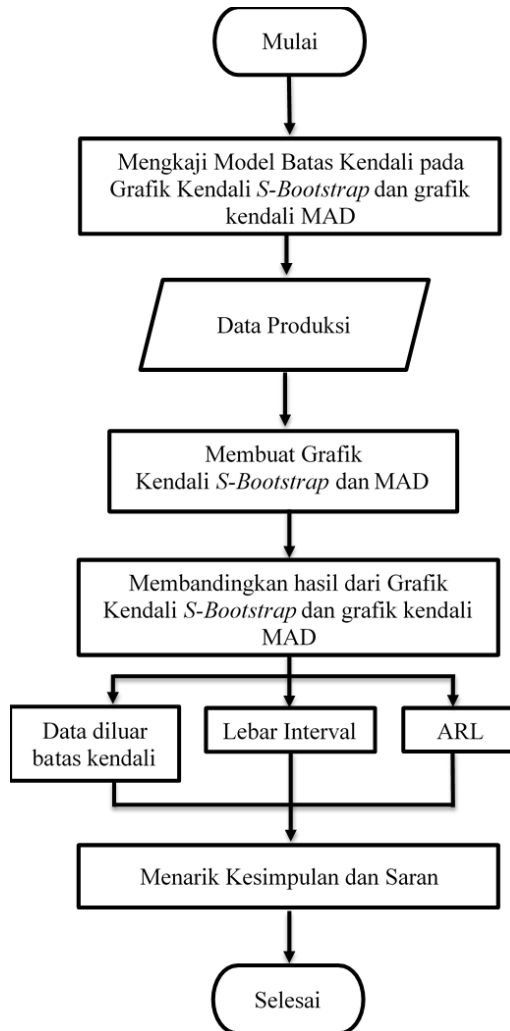 Mulai
Mengkaji Model Batas Kendali pada
Grafik Kendali S-Bootstrap dan grafik
kendali MAD
Data Produksi
Membuat Grafik
Kendali S-Bootstrap dan MAD
Membandingkan hasil dari Grafik
Kendali S-Bootstrap dan grafik kendali
MAD
Data diluar
batas kendali
Lebar Interval
ARL
Menarik Kesimpulan dan Saran
Selesai